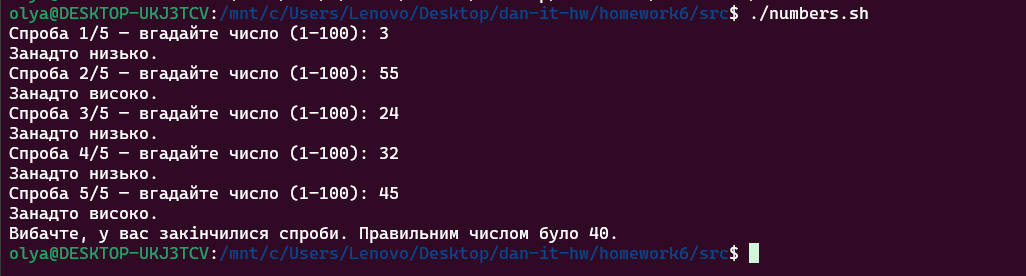 olya@DESKTOP-UKJ3TCV:/mnt/c/Users/Lenovo/Desktop/dan-it-hw/homework6/src$ ./numbers.sh
Спроба 1/5 – вгадайте число (1-100): 3
Занадто низько.
Спроба 2/5 – вгадайте число (1-100): 55
Занадто високо.
Спроба 3/5 – вгадайте число (1-100): 24
Занадто низько.
Спроба 4/5 – вгадайте число (1-100): 32
Занадто низько.
Спроба 5/5 – вгадайте число (1-100): 45
Занадто високо.
Вибачте, у вас закінчилися спроби. Правильним числом було 40.
olya@DESKTOP-UKJ3TCV:/mnt/c/Users/Lenovo/Desktop/dan-it-hw/homework6/src$